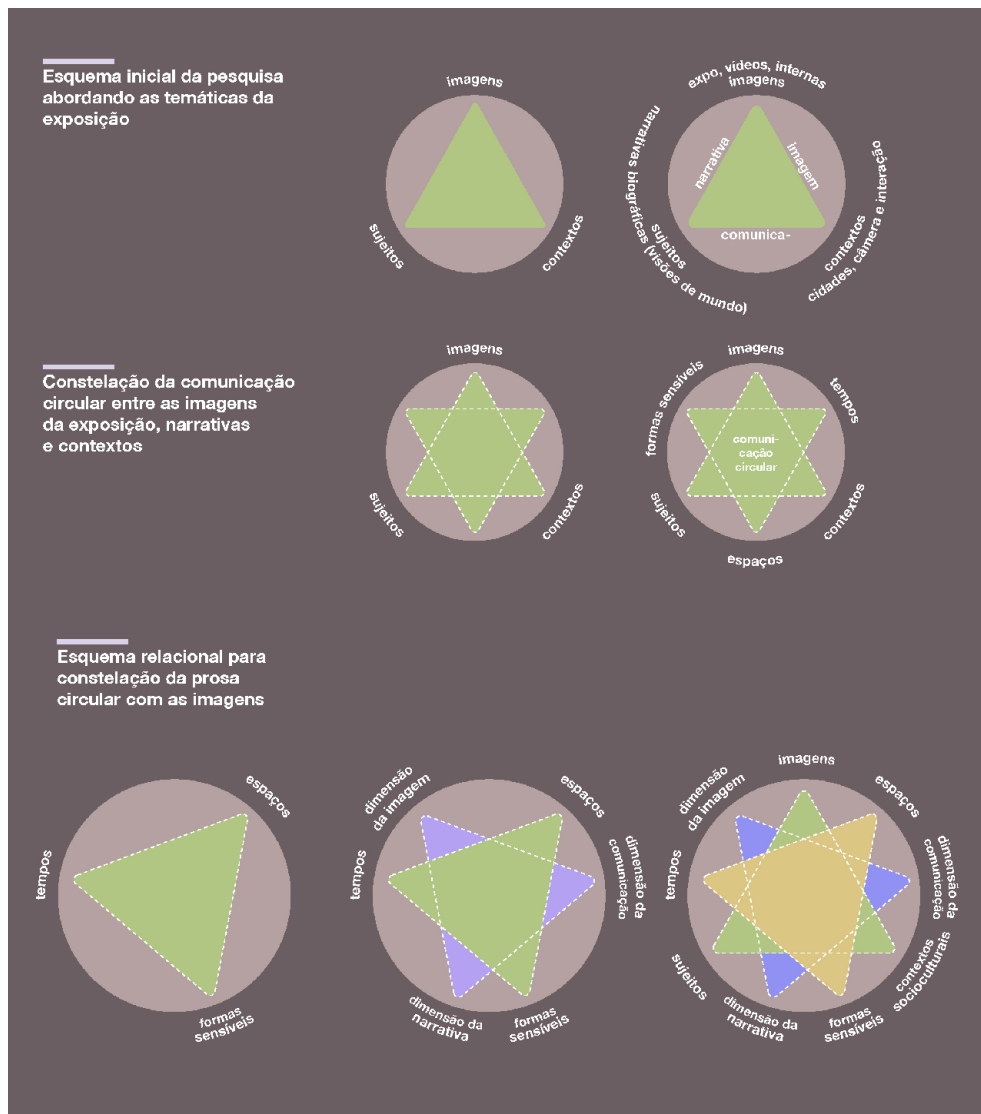 Esquema inicial da pesquisa
abordando as temáticas da
exposição
imagens
sujeitos
contextos
expo, vídeos, internas
imagens
narrativas biográficas (visões de mundo)
sujeitos
narrativa
imagem
comunica-
contextos
cidades, câmera e interação
Constelação da comunicação
circular entre as imagens
da exposição, narrativas
e contextos
imagens
sujeitos
contextos
imagens
formas sensíveis
tempos
comuni-
cação
circular
sujeitos
contextos
espaços
Esquema relacional para
constelação da prosa
circular com as imagens
espaços
tempos
formas
sensíveis
dimensão
da imagem
espaços
tempos
dimensão da
comunicação
dimensão da
narrativa
formas
sensíveis
imagens
dimensão
da imagem
espaços
tempos
dimensão da
comunicação
sujeitos
contextos
socioculturais
dimensão da
narrativa
formas
sensíveis